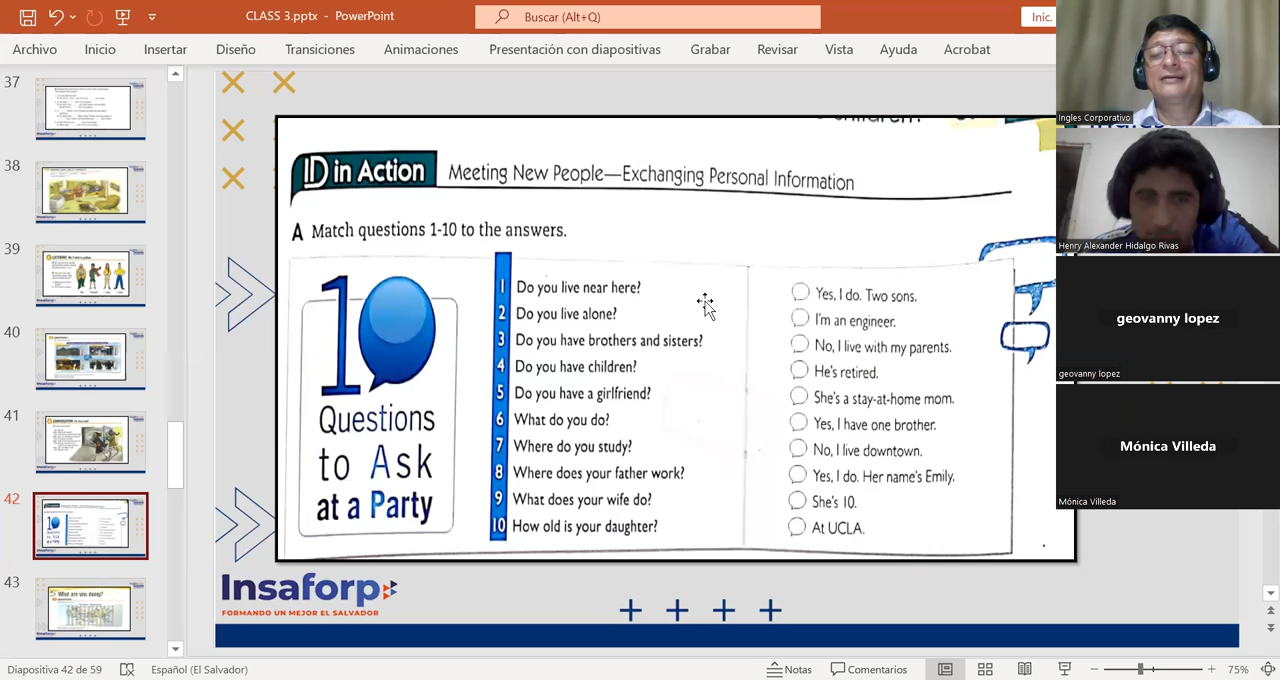 CLASS 3.pptx - PowerPoint
Buscar (Alt+Q)
Inic.
Archivo Inicio Insertar Diseño Transiciones Animaciones Presentación con diapositivas Grabar Revisar Vista Ayuda Acrobat
37
38
39
40
41
42
43
ID in Action Meeting New People—Exchanging Personal Information
A Match questions 1-10 to the answers.
10
Questions
to Ask
at a Party
1 Do you live near here?
2 Do you live alone?
3 Do you have brothers and sisters?
4 Do you have children?
5 Do you have a girlfriend?
6 What do you do?
7 Where do you study?
8 Where does your father work?
9 What does your wife do?
10 How old is your daughter?
Yes, I do. Two sons.
I'm an engineer.
No, I live with my parents.
He's retired.
She's a stay-at-home mom.
Yes, I have one brother.
No, I live downtown.
Yes, I do. Her name's Emily.
She's 10.
At UCLA.
Insaforp
FORMANDO UN MEJOR EL SALVADOR
Ingles Corporativo
Henry Alexander Hidalgo Rivas
geovanny lopez
geovanny lopez
Mónica Villeda
Mónica Villeda
Diapositiva 42 de 59 Español (El Salvador) Notas Comentarios 75%